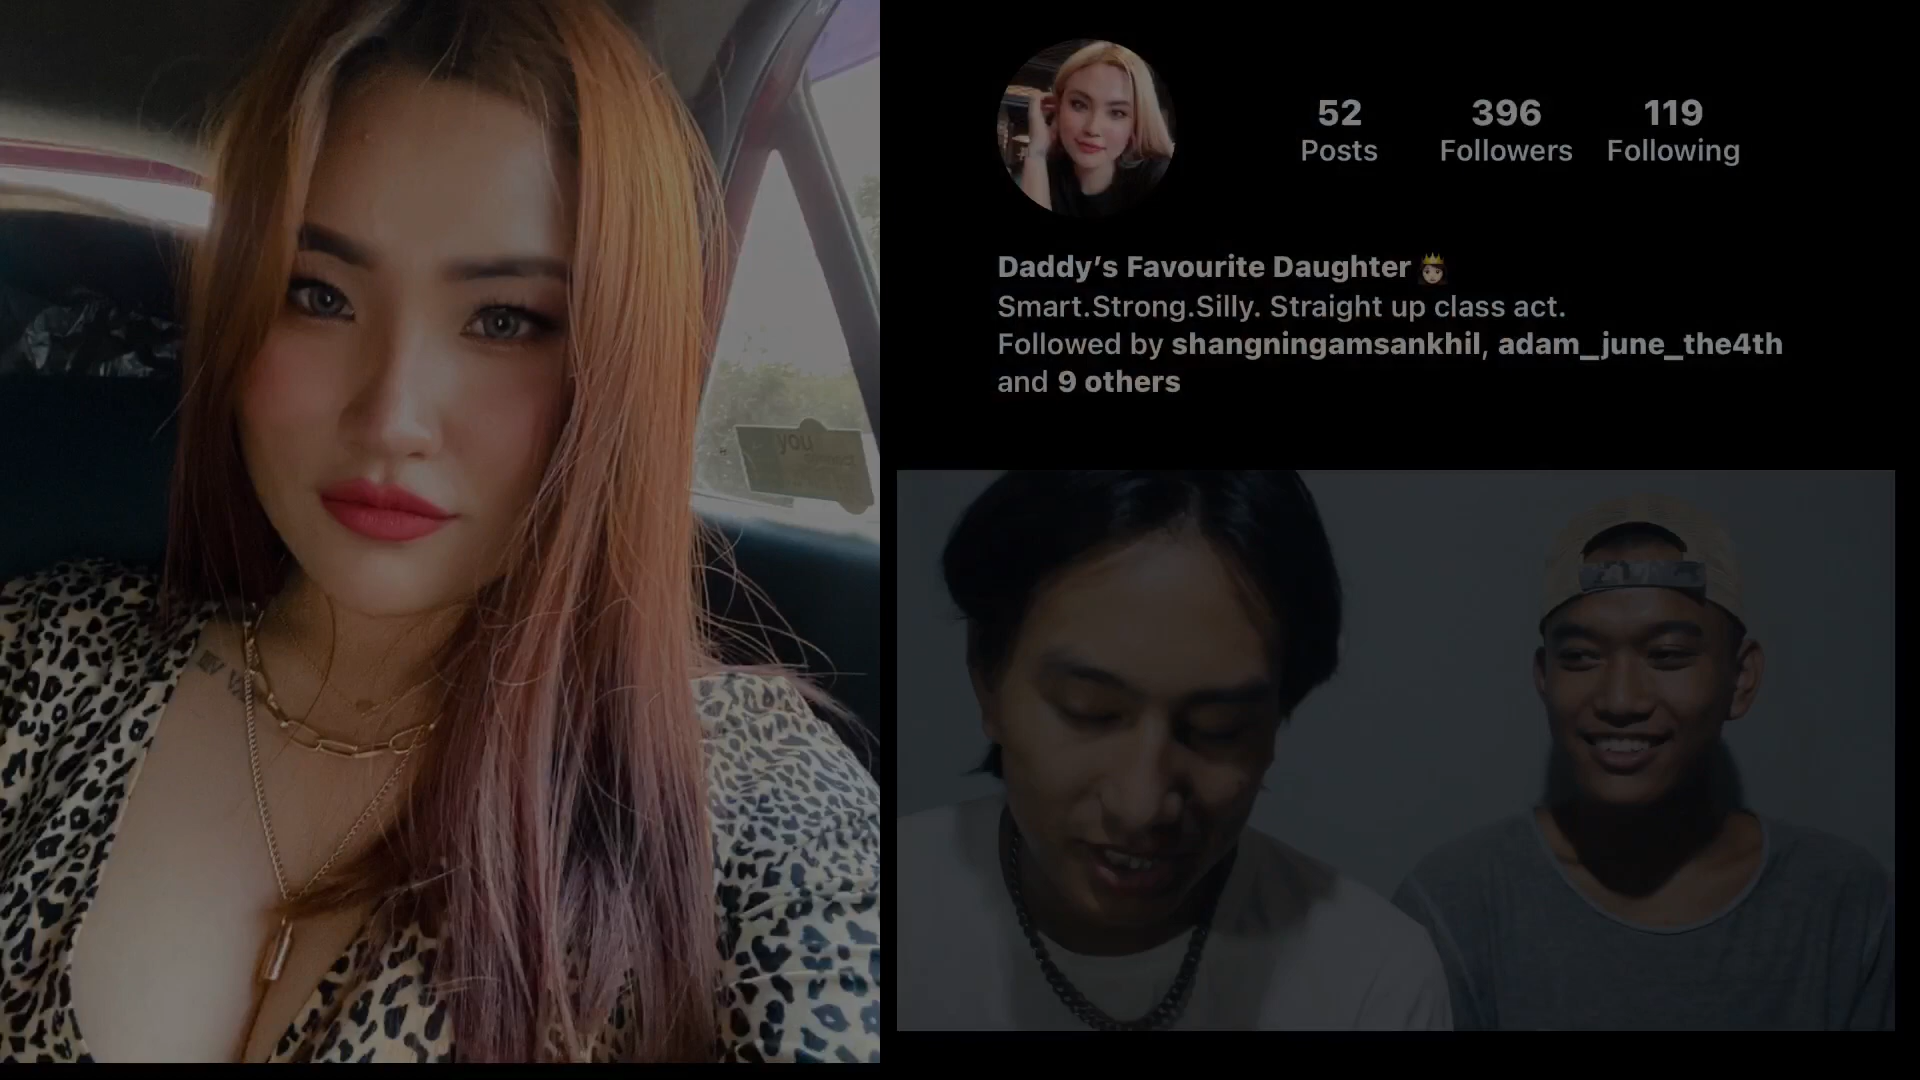 52
396
119
Posts
Followers
Following
Daddy’s Favourite Daughter👸🏻
Smart.Strong.Silly. Straight up class act.
Followed by shangningamsankhil, adam_june_the4th
and 9 others
you